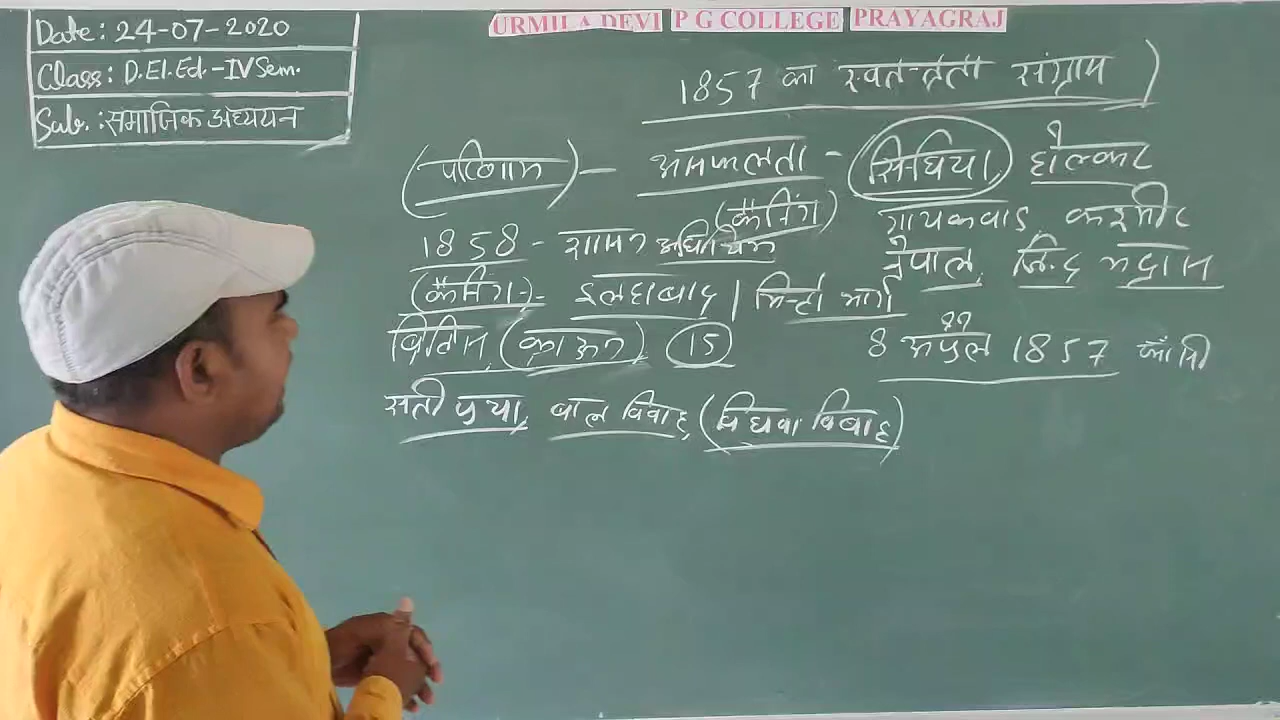 URMILA DEVI P G COLLEGE PRAYAGRAJ
Date: 24-07-2020
Class: D.El.Ed.-IV Sem.
Sub.: समाजिक अध्ययन
1857 का स्वतन्त्रता संग्राम
(परिणाम) - असफलता - सिंधिया, होल्कर
(कैनिंग) गायकवाड, कश्मीर
1858 - शासन अधिनियम नेपाल, जिन्द मद्रास
(कैनिंग)- इलाहाबाद | मिन्टो पार्क
ब्रिटिश, (क्राउन) 15 8 अप्रैल 1857
सती प्रथा, बाल विवाह, (विधवा विवाह)